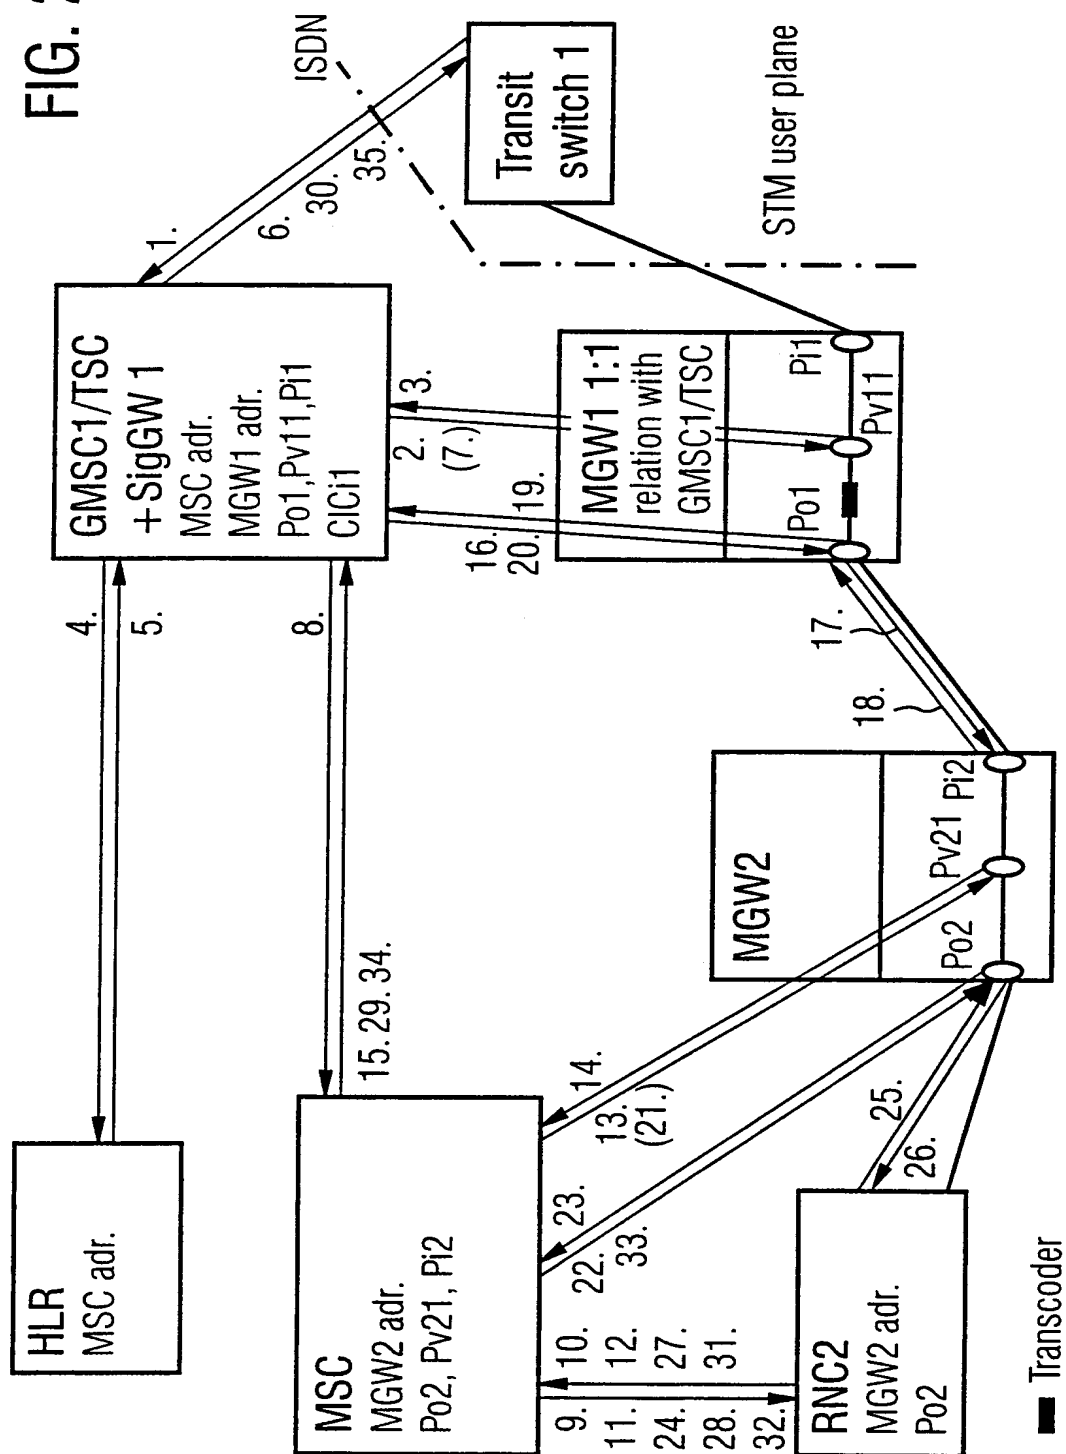 FIG. 2
HLR
MSC adr.
4.
5.
GMSC1/TSC
+SigGW 1
MSC adr.
MGW1 adr.
Po1,Pv11,Pi1
CICi1
1.
6.
30.
35.
ISDN
Transit
switch 1
STM user plane
MSC
MGW2 adr.
Po2, Pv21, Pi2
8.
15. 29. 34.
16.
20.
19.
2.
(7.)
3.
MGW1 1:1
relation with
GMSC1/TSC
Po1
Pv11
Pi1
17.
18.
14.
13.
(21.)
23.
22.
33.
MGW2
Po2
Pv21
Pi2
9.
10.
11.
12.
24.
27.
28.
31.
32.
25.
26.
RNC2
MGW2 adr.
Po2
Transcoder